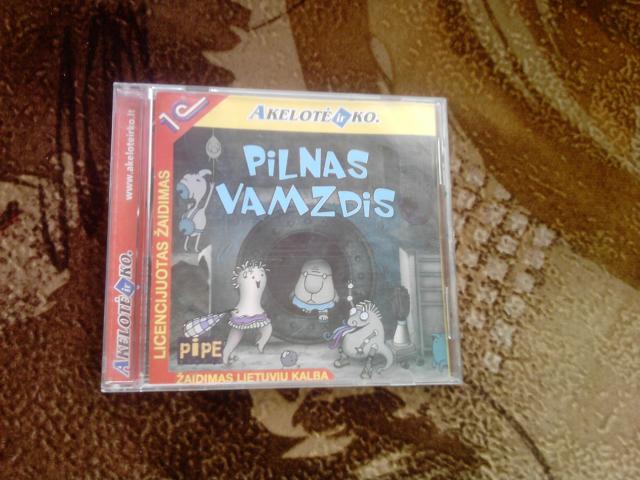 1C
AKELOTĖ ir KO.
PILNAS
VAMZDIS
www.akeloteirko.lt
AKELOTĖ ir KO.
LICENCIJUOTAS ŽAIDIMAS
PIPE
ŽAIDIMAS LIETUVIŲ KALBA